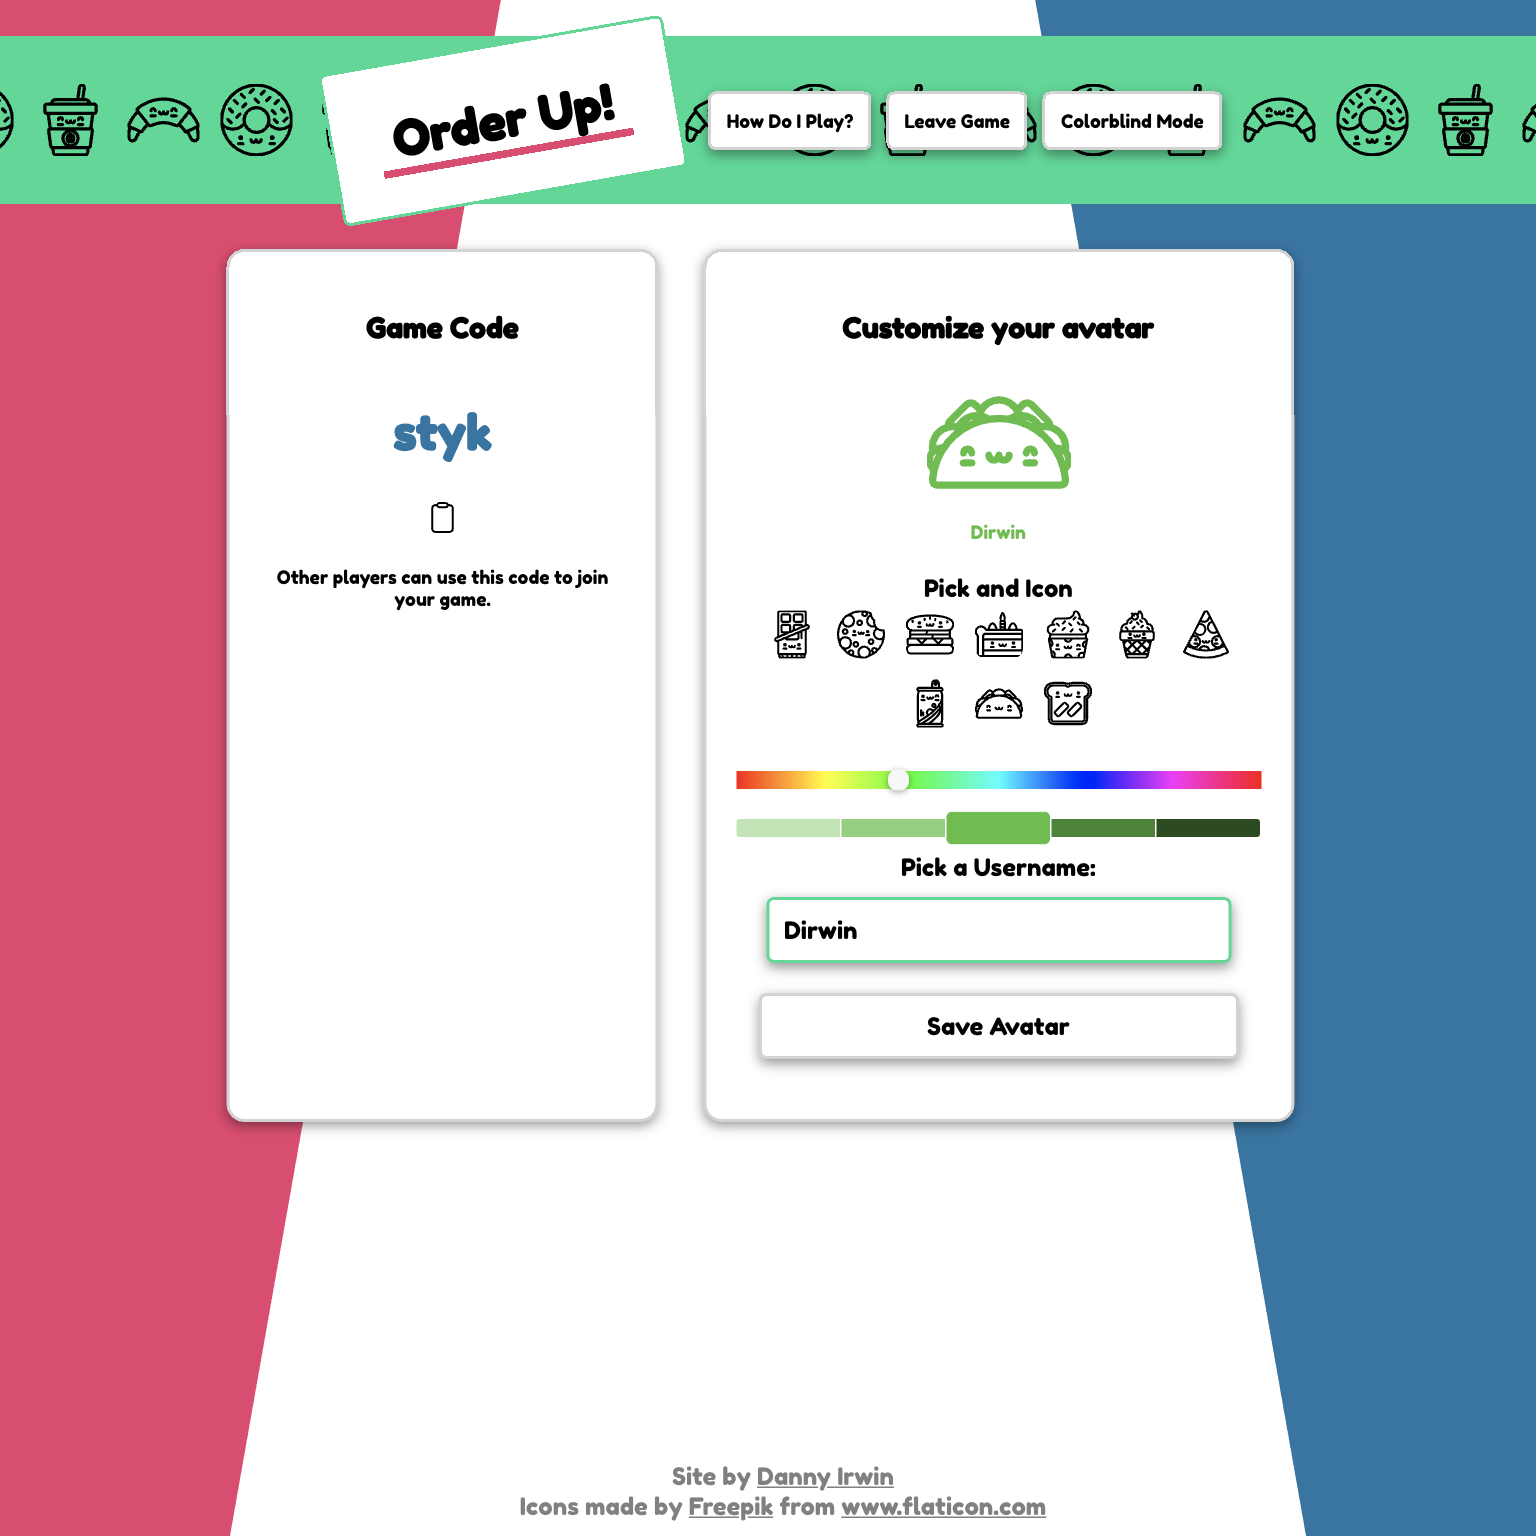 Order Up!
How Do I Play?
Leave Game
Colorblind Mode
Game Code
styk
Other players can use this code to join
your game.
Customize your avatar
Dirwin
Pick and Icon
Pick a Username:
Dirwin
Save Avatar
Site by Danny Irwin
Icons made by Freepik from www.flaticon.com